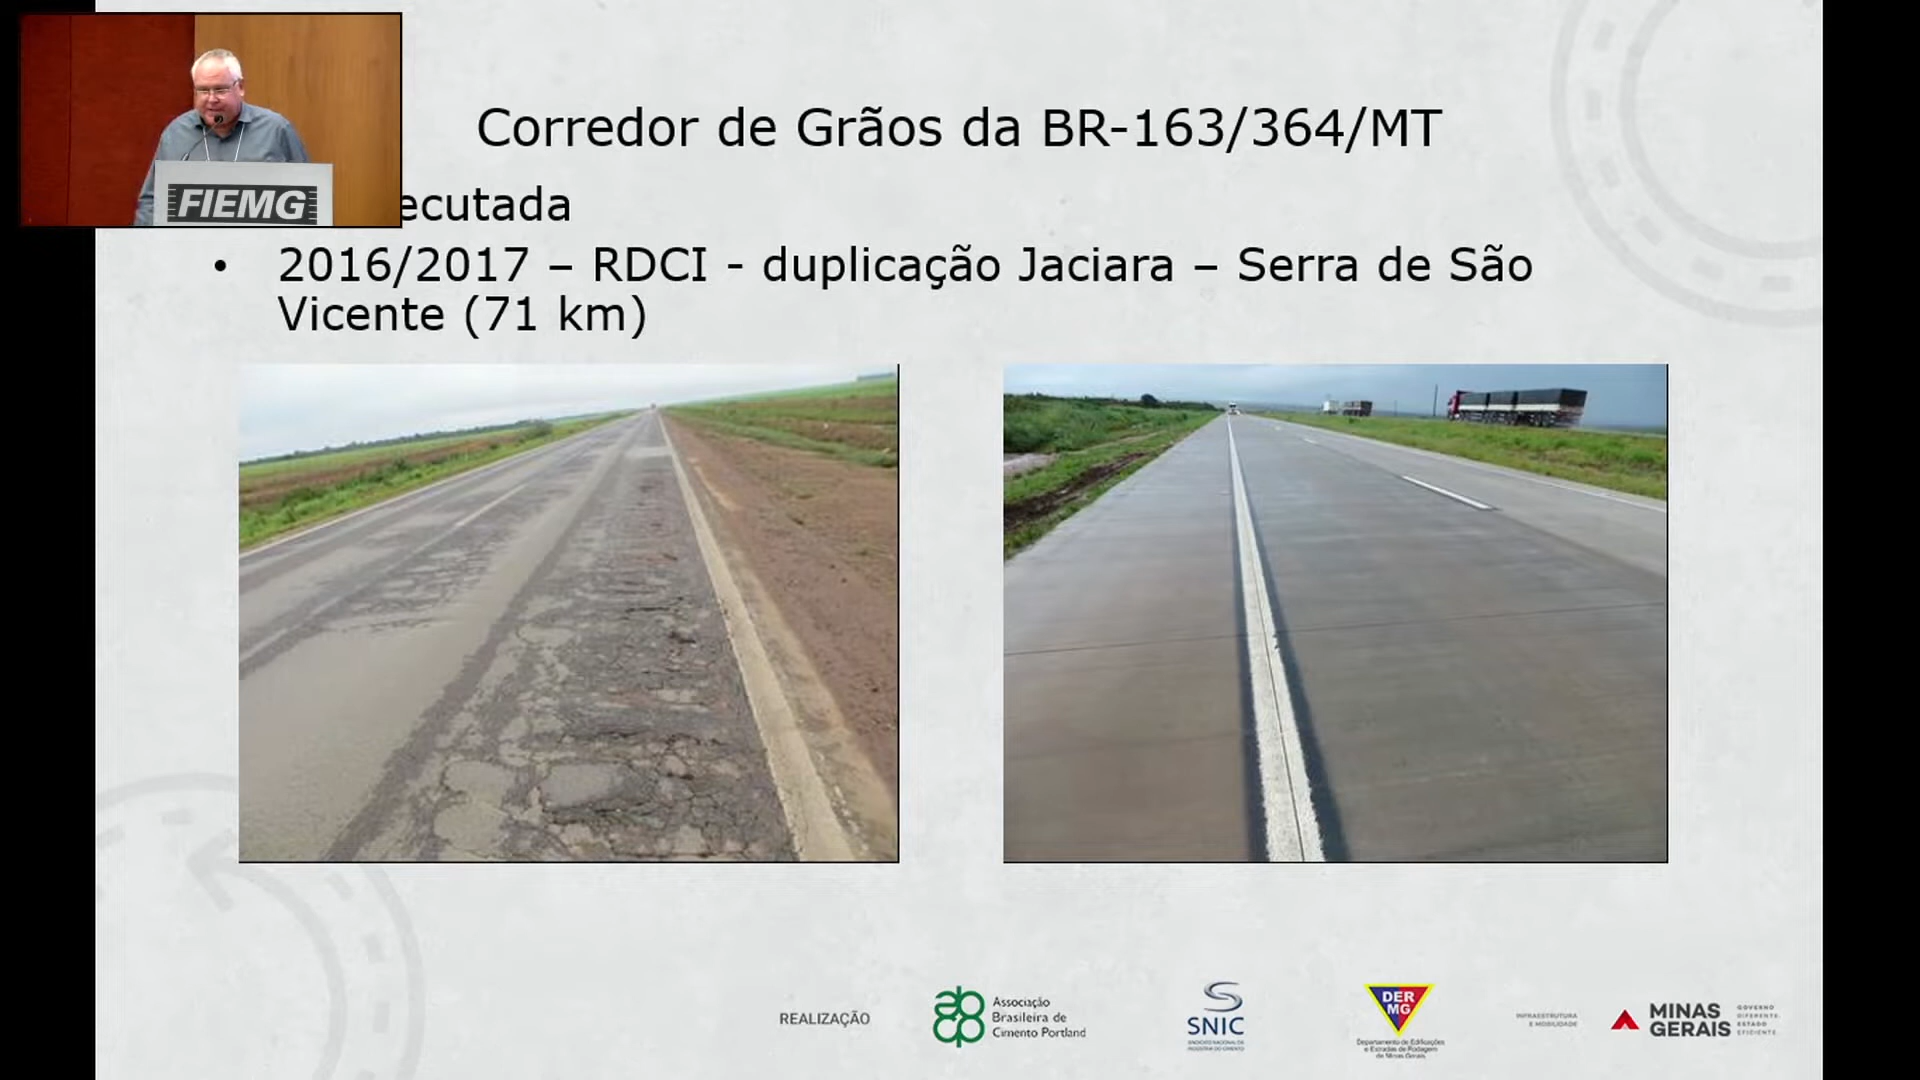 FIEMG
Corredor de Grãos da BR-163/364/MT
ecutada
• 2016/2017 – RDCI - duplicação Jaciara – Serra de São
Vicente (71 km)
REALIZAÇÃO
Associação
Brasileira de
Cimento Portland
SNIC
SINDICATO NACIONAL DA
INDÚSTRIA DO CIMENTO
DER
MG
Departamento de Edificações
e Estradas de Rodagem
de Minas Gerais
INFRAESTRUTURA
E MOBILIDADE
MINAS
GERAIS
GOVERNO
DIFERENTE.
ESTADO
EFICIENTE.